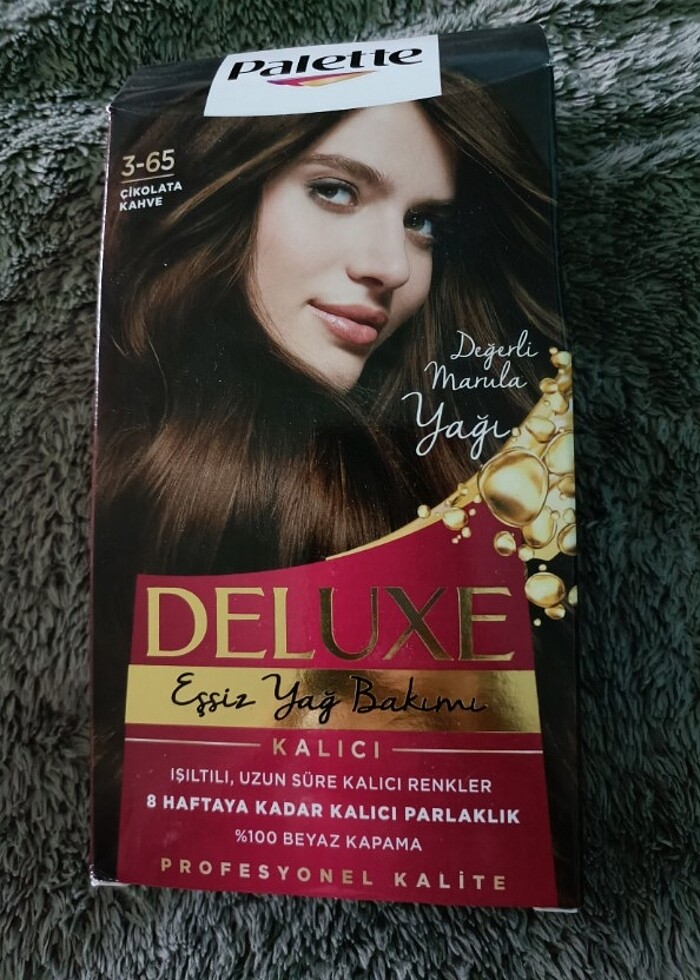 Palette
3-65
ÇİKOLATA
KAHVE
Değerli
Marula
Yağı
DELUXE
Eşsiz Yağ Bakımı
KALICI
IŞILTILI, UZUN SÜRE KALICI RENKLER
8 HAFTAYA KADAR KALICI PARLAKLIK
%100 BEYAZ KAPAMA
PROFESYONEL KALİTE